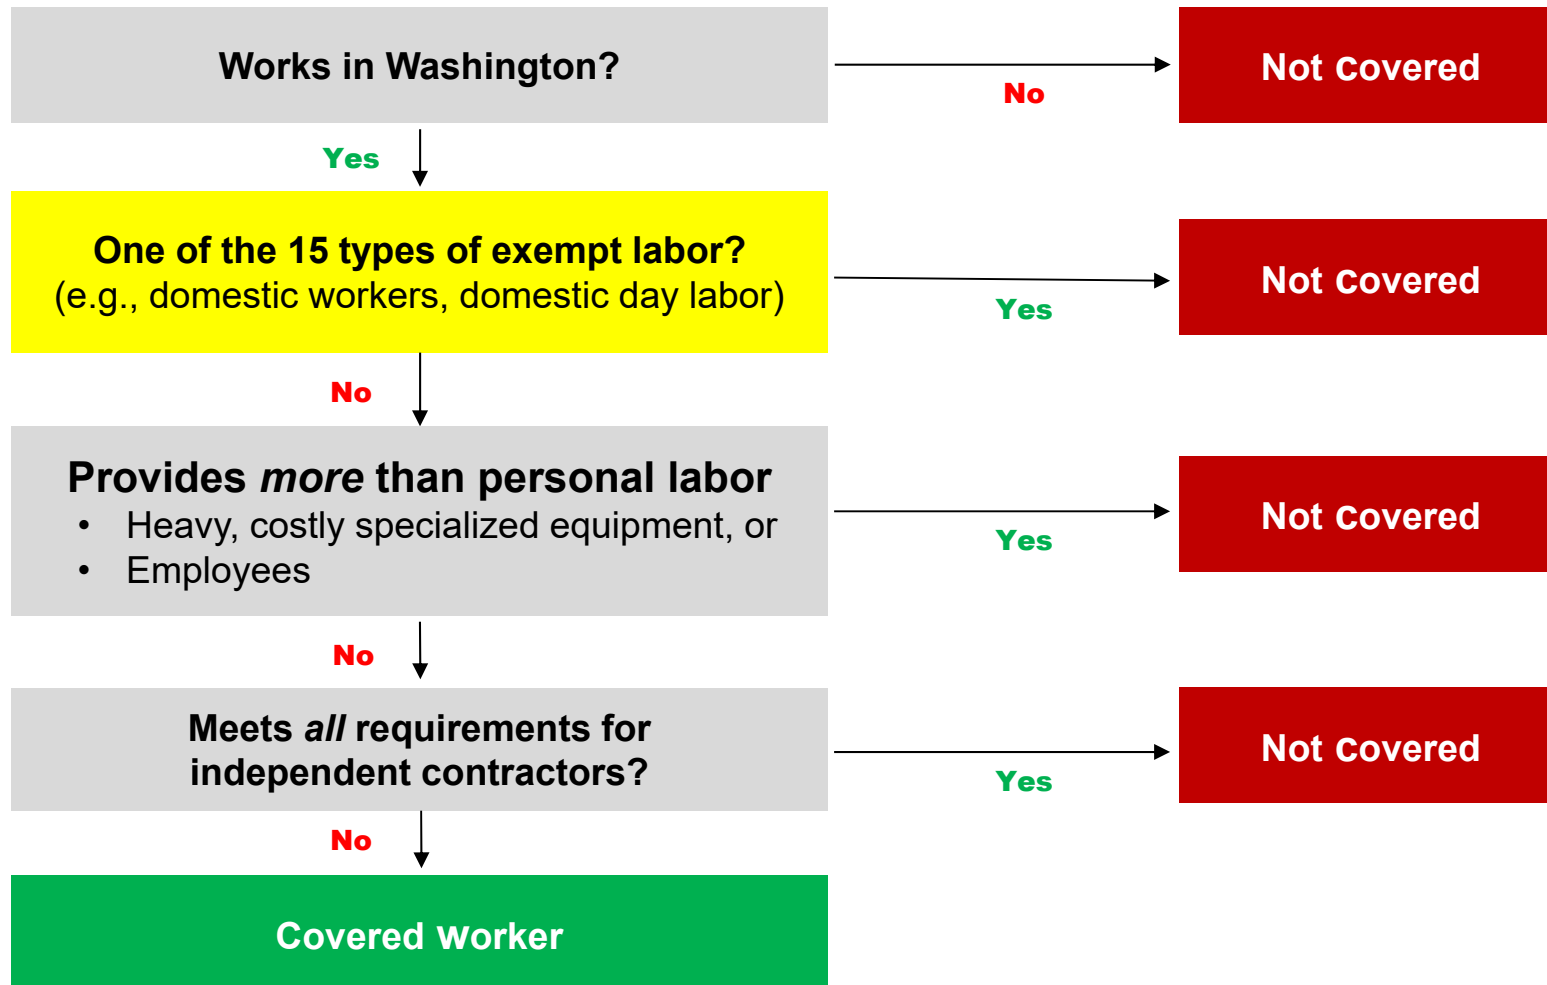 Works in Washington?
No
Not covered
Yes
One of the 15 types of exempt labor?
(e.g., domestic workers, domestic day labor)
Yes
Not covered
No
Provides more than personal labor
• Heavy, costly specialized equipment, or
• Employees
Yes
Not covered
No
Meets all requirements for
independent contractors?
Yes
Not covered
No
Covered worker